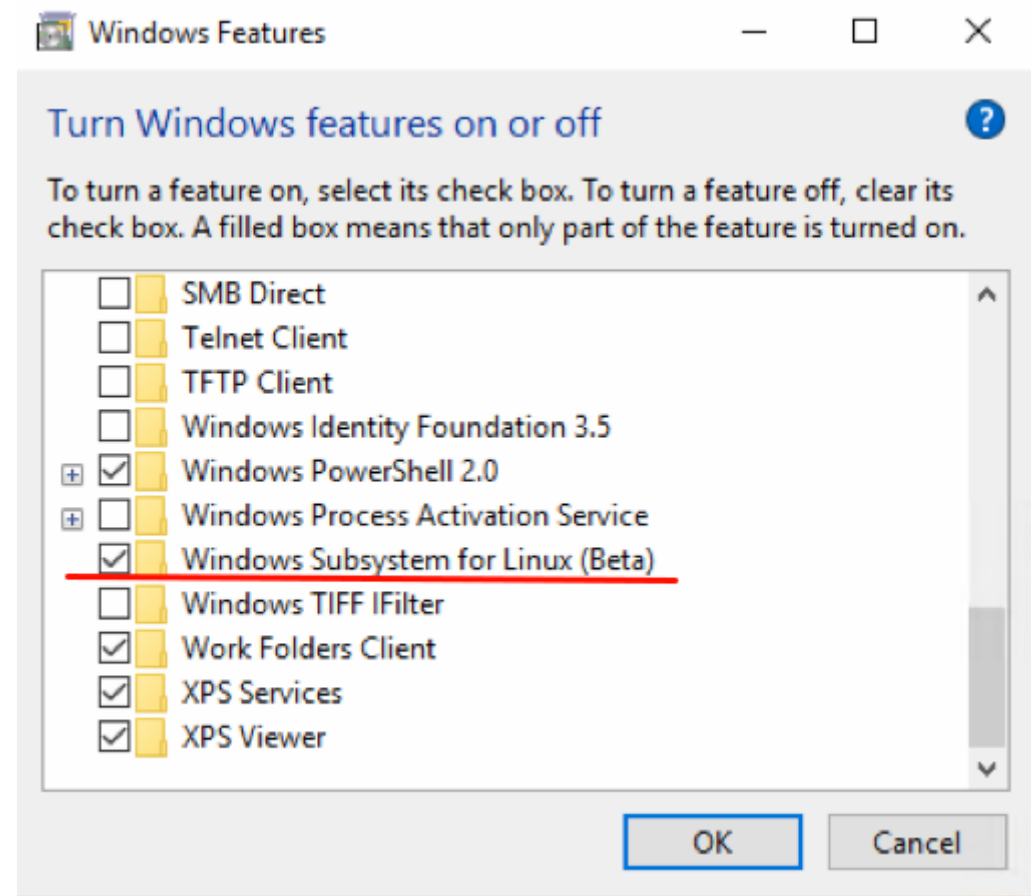 Windows Features
Turn Windows features on or off
To turn a feature on, select its check box. To turn a feature off, clear its
check box. A filled box means that only part of the feature is turned on.
SMB Direct
Telnet Client
TFTP Client
Windows Identity Foundation 3.5
Windows PowerShell 2.0
Windows Process Activation Service
Windows Subsystem for Linux (Beta)
Windows TIFF IFilter
Work Folders Client
XPS Services
XPS Viewer
OK Cancel